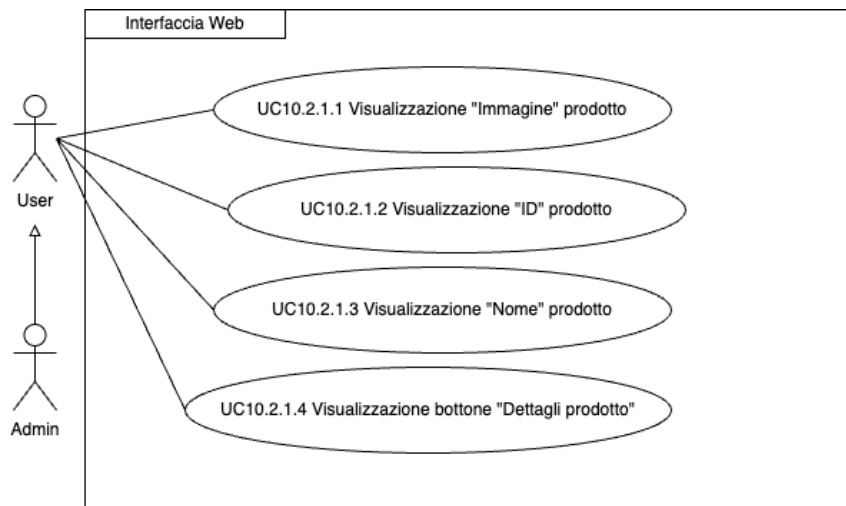 Interfaccia Web
UC10.2.1.1 Visualizzazione "Immagine" prodotto
User
UC10.2.1.2 Visualizzazione "ID" prodotto
UC10.2.1.3 Visualizzazione "Nome" prodotto
Admin
UC10.2.1.4 Visualizzazione bottone "Dettagli prodotto"